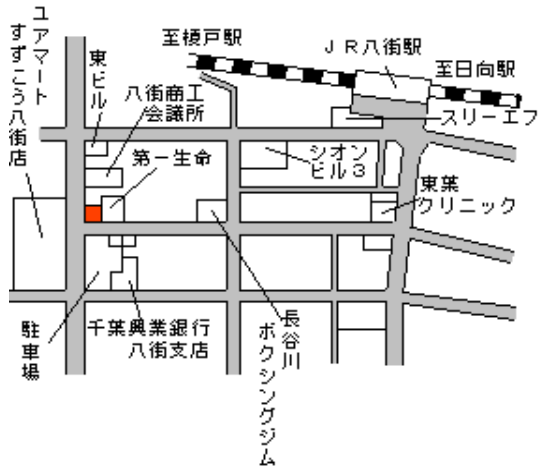 ユアマート
すずこう八街店
東ビル
八街商工
会議所
第一生命
至榎戸駅
JR八街駅
至日向駅
スリーエフ
シオン
ビル3
東葉
クリニック
駐車場
千葉興業銀行
八街支店
長谷川
ボクシングジム